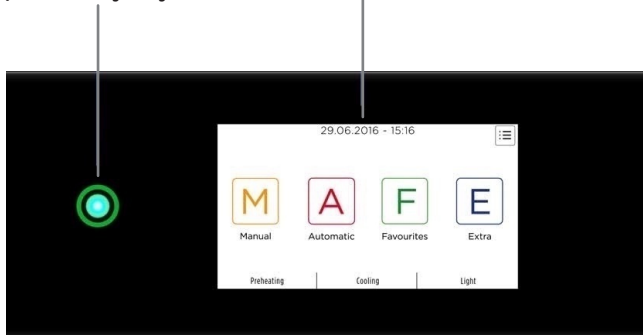 29.06.2016 - 15:16
M A F E
Manual Automatic Favourites Extra
Preheating Cooling Light